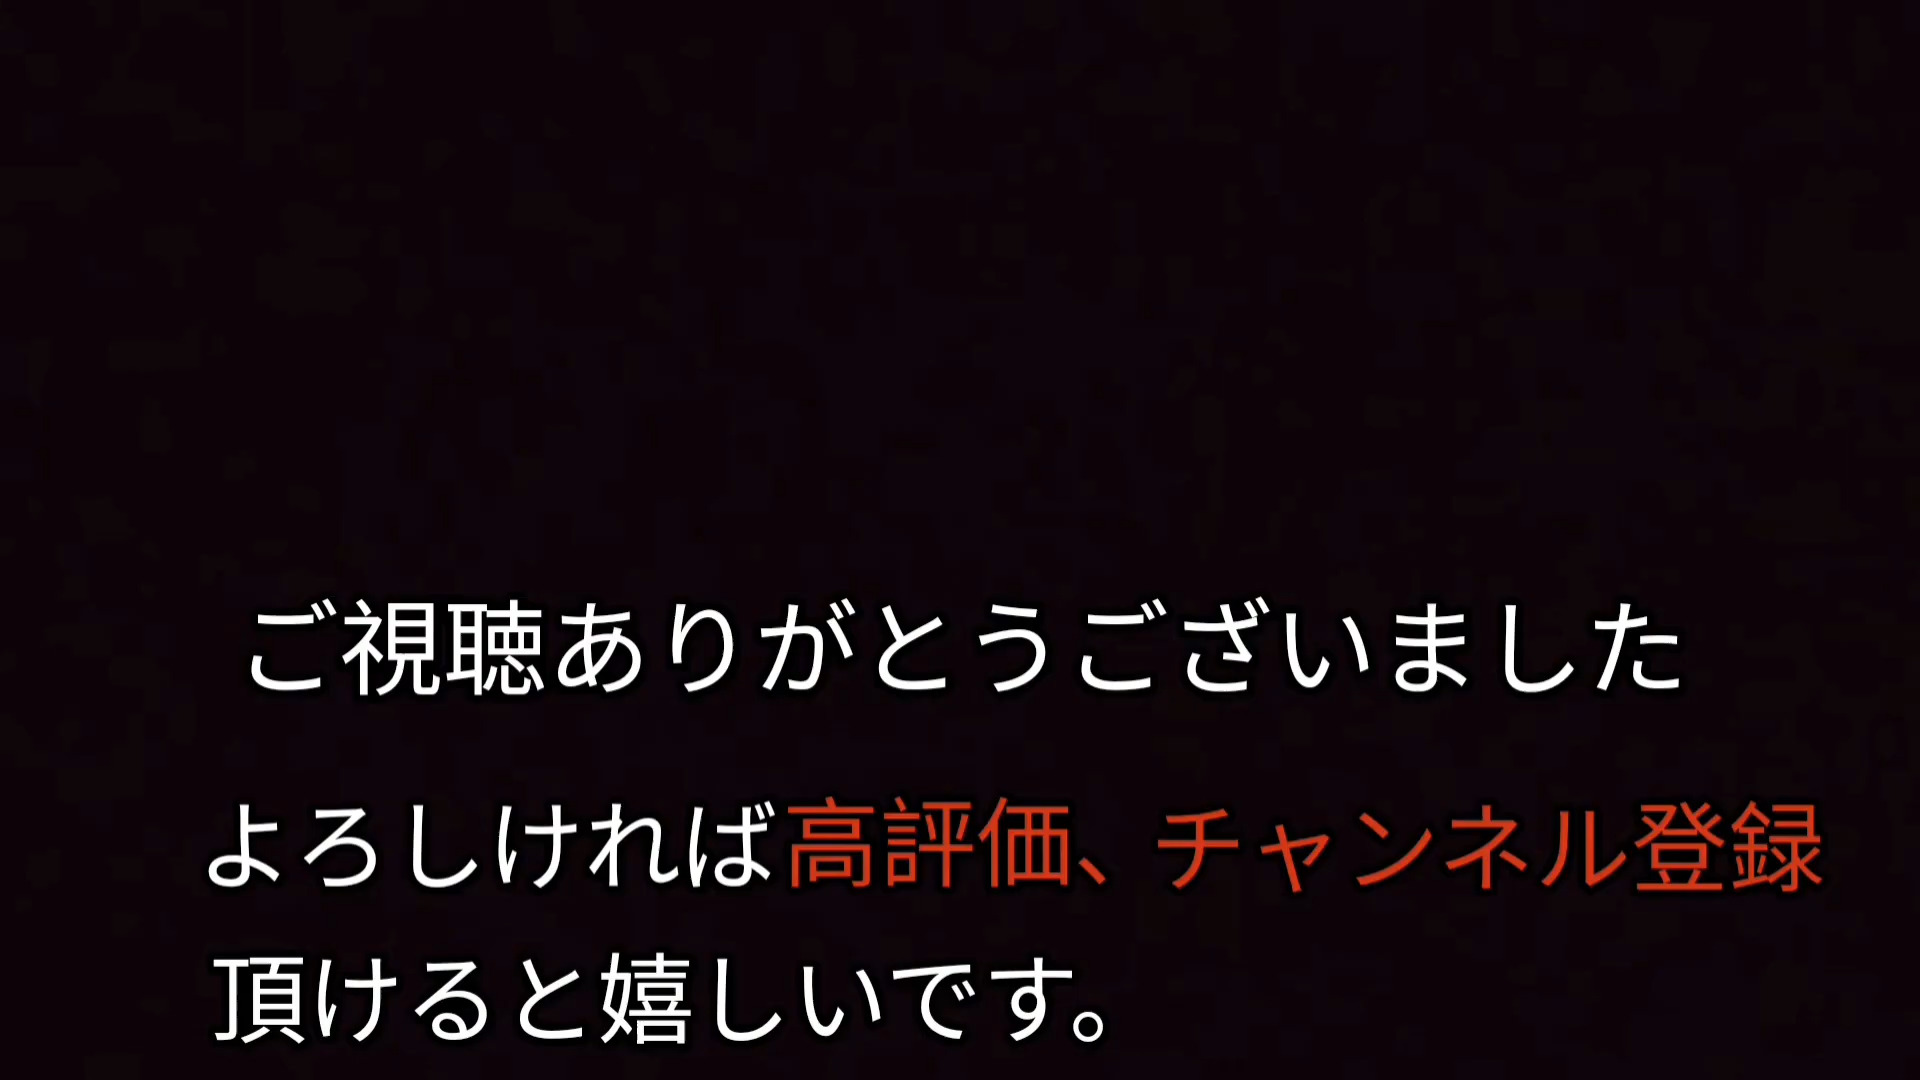 ご視聴ありがとうございました
よろしければ高評価、チャンネル登録
頂けると嬉しいです。